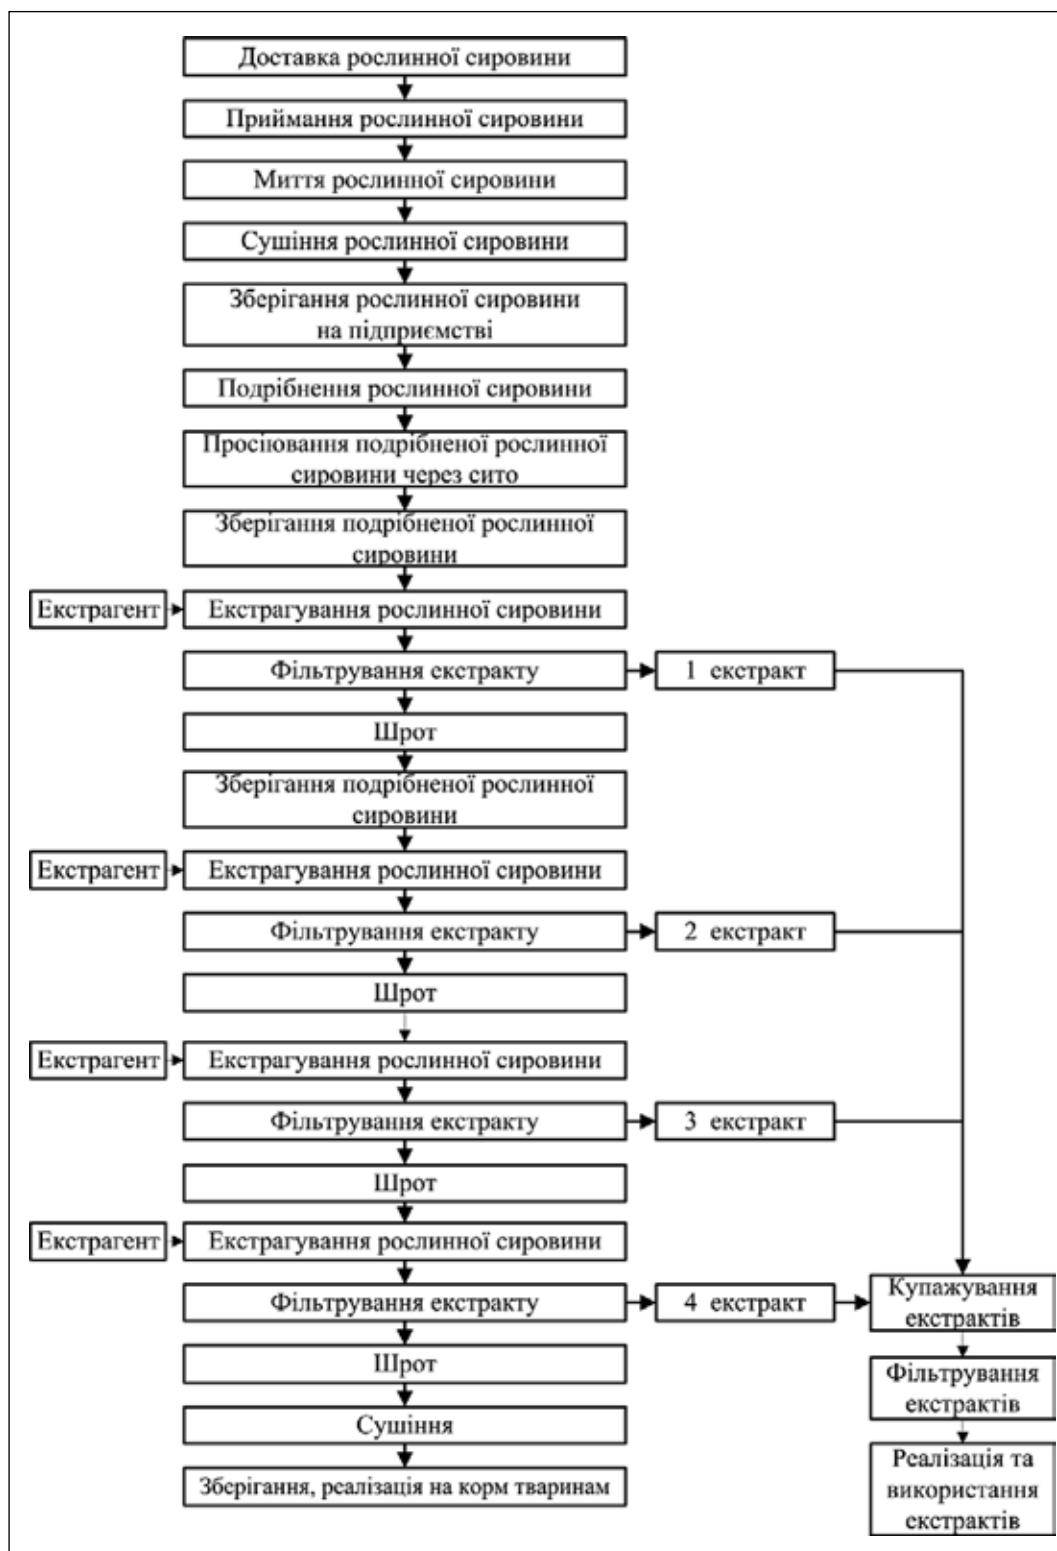 Доставка рослинної сировини
Приймання рослинної сировини
Миття рослинної сировини
Сушіння рослинної сировини
Зберігання рослинної сировини
на підприємстві
Подрібнення рослинної сировини
Просіювання подрібненої рослинної
сировини через сито
Зберігання подрібненої рослинної
сировини
Екстрагент
Екстрагування рослинної сировини
Фільтрування екстракту
1 екстракт
Шрот
Зберігання подрібненої рослинної
сировини
Екстрагент
Екстрагування рослинної сировини
Фільтрування екстракту
2 екстракт
Шрот
Екстрагент
Екстрагування рослинної сировини
Фільтрування екстракту
3 екстракт
Шрот
Екстрагент
Екстрагування рослинної сировини
Фільтрування екстракту
4 екстракт
Купажування
екстрактів
Шрот
Фільтрування
екстрактів
Сушіння
Зберігання, реалізація на корм тваринам
Реалізація та
використання
екстрактів